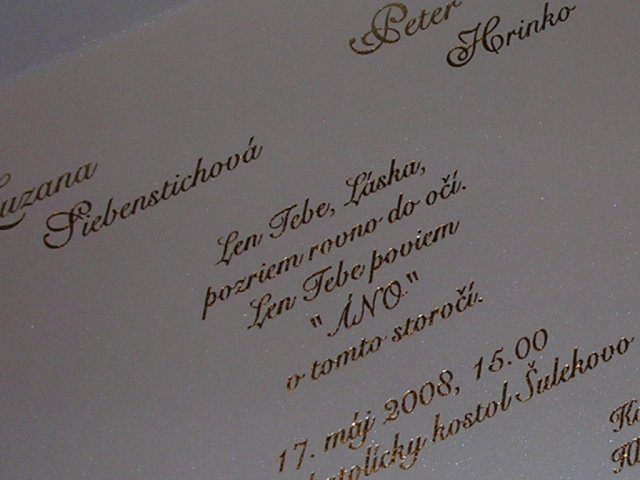 Peter
Hrinko
Siebenstichová
Len Tebe, Láska,
pozriem rovno do očí.
Len Tebe poviem
"ÁNO"
v tomto storočí.
17. máj 2008, 15.00
kostol Šulekovo